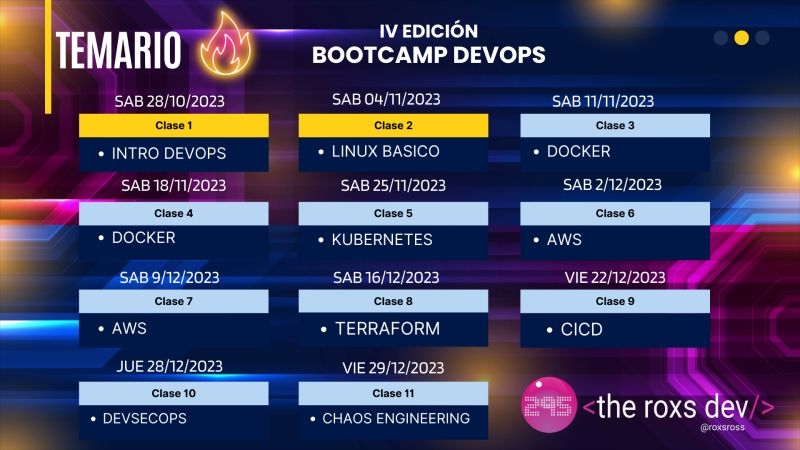 TEMARIO
IV EDICIÓN
BOOTCAMP DEVOPS
SAB 28/10/2023
Clase 1
• INTRO DEVOPS
SAB 04/11/2023
Clase 2
• LINUX BASICO
SAB 11/11/2023
Clase 3
• DOCKER
SAB 18/11/2023
Clase 4
• DOCKER
SAB 25/11/2023
Clase 5
• KUBERNETES
SAB 2/12/2023
Clase 6
• AWS
SAB 9/12/2023
Clase 7
• AWS
SAB 16/12/2023
Clase 8
• TERRAFORM
VIE 22/12/2023
Clase 9
• CICD
JUE 28/12/2023
Clase 10
• DEVSECOPS
VIE 29/12/2023
Clase 11
• CHAOS ENGINEERING
295
<the roxs dev/>
@roxsross